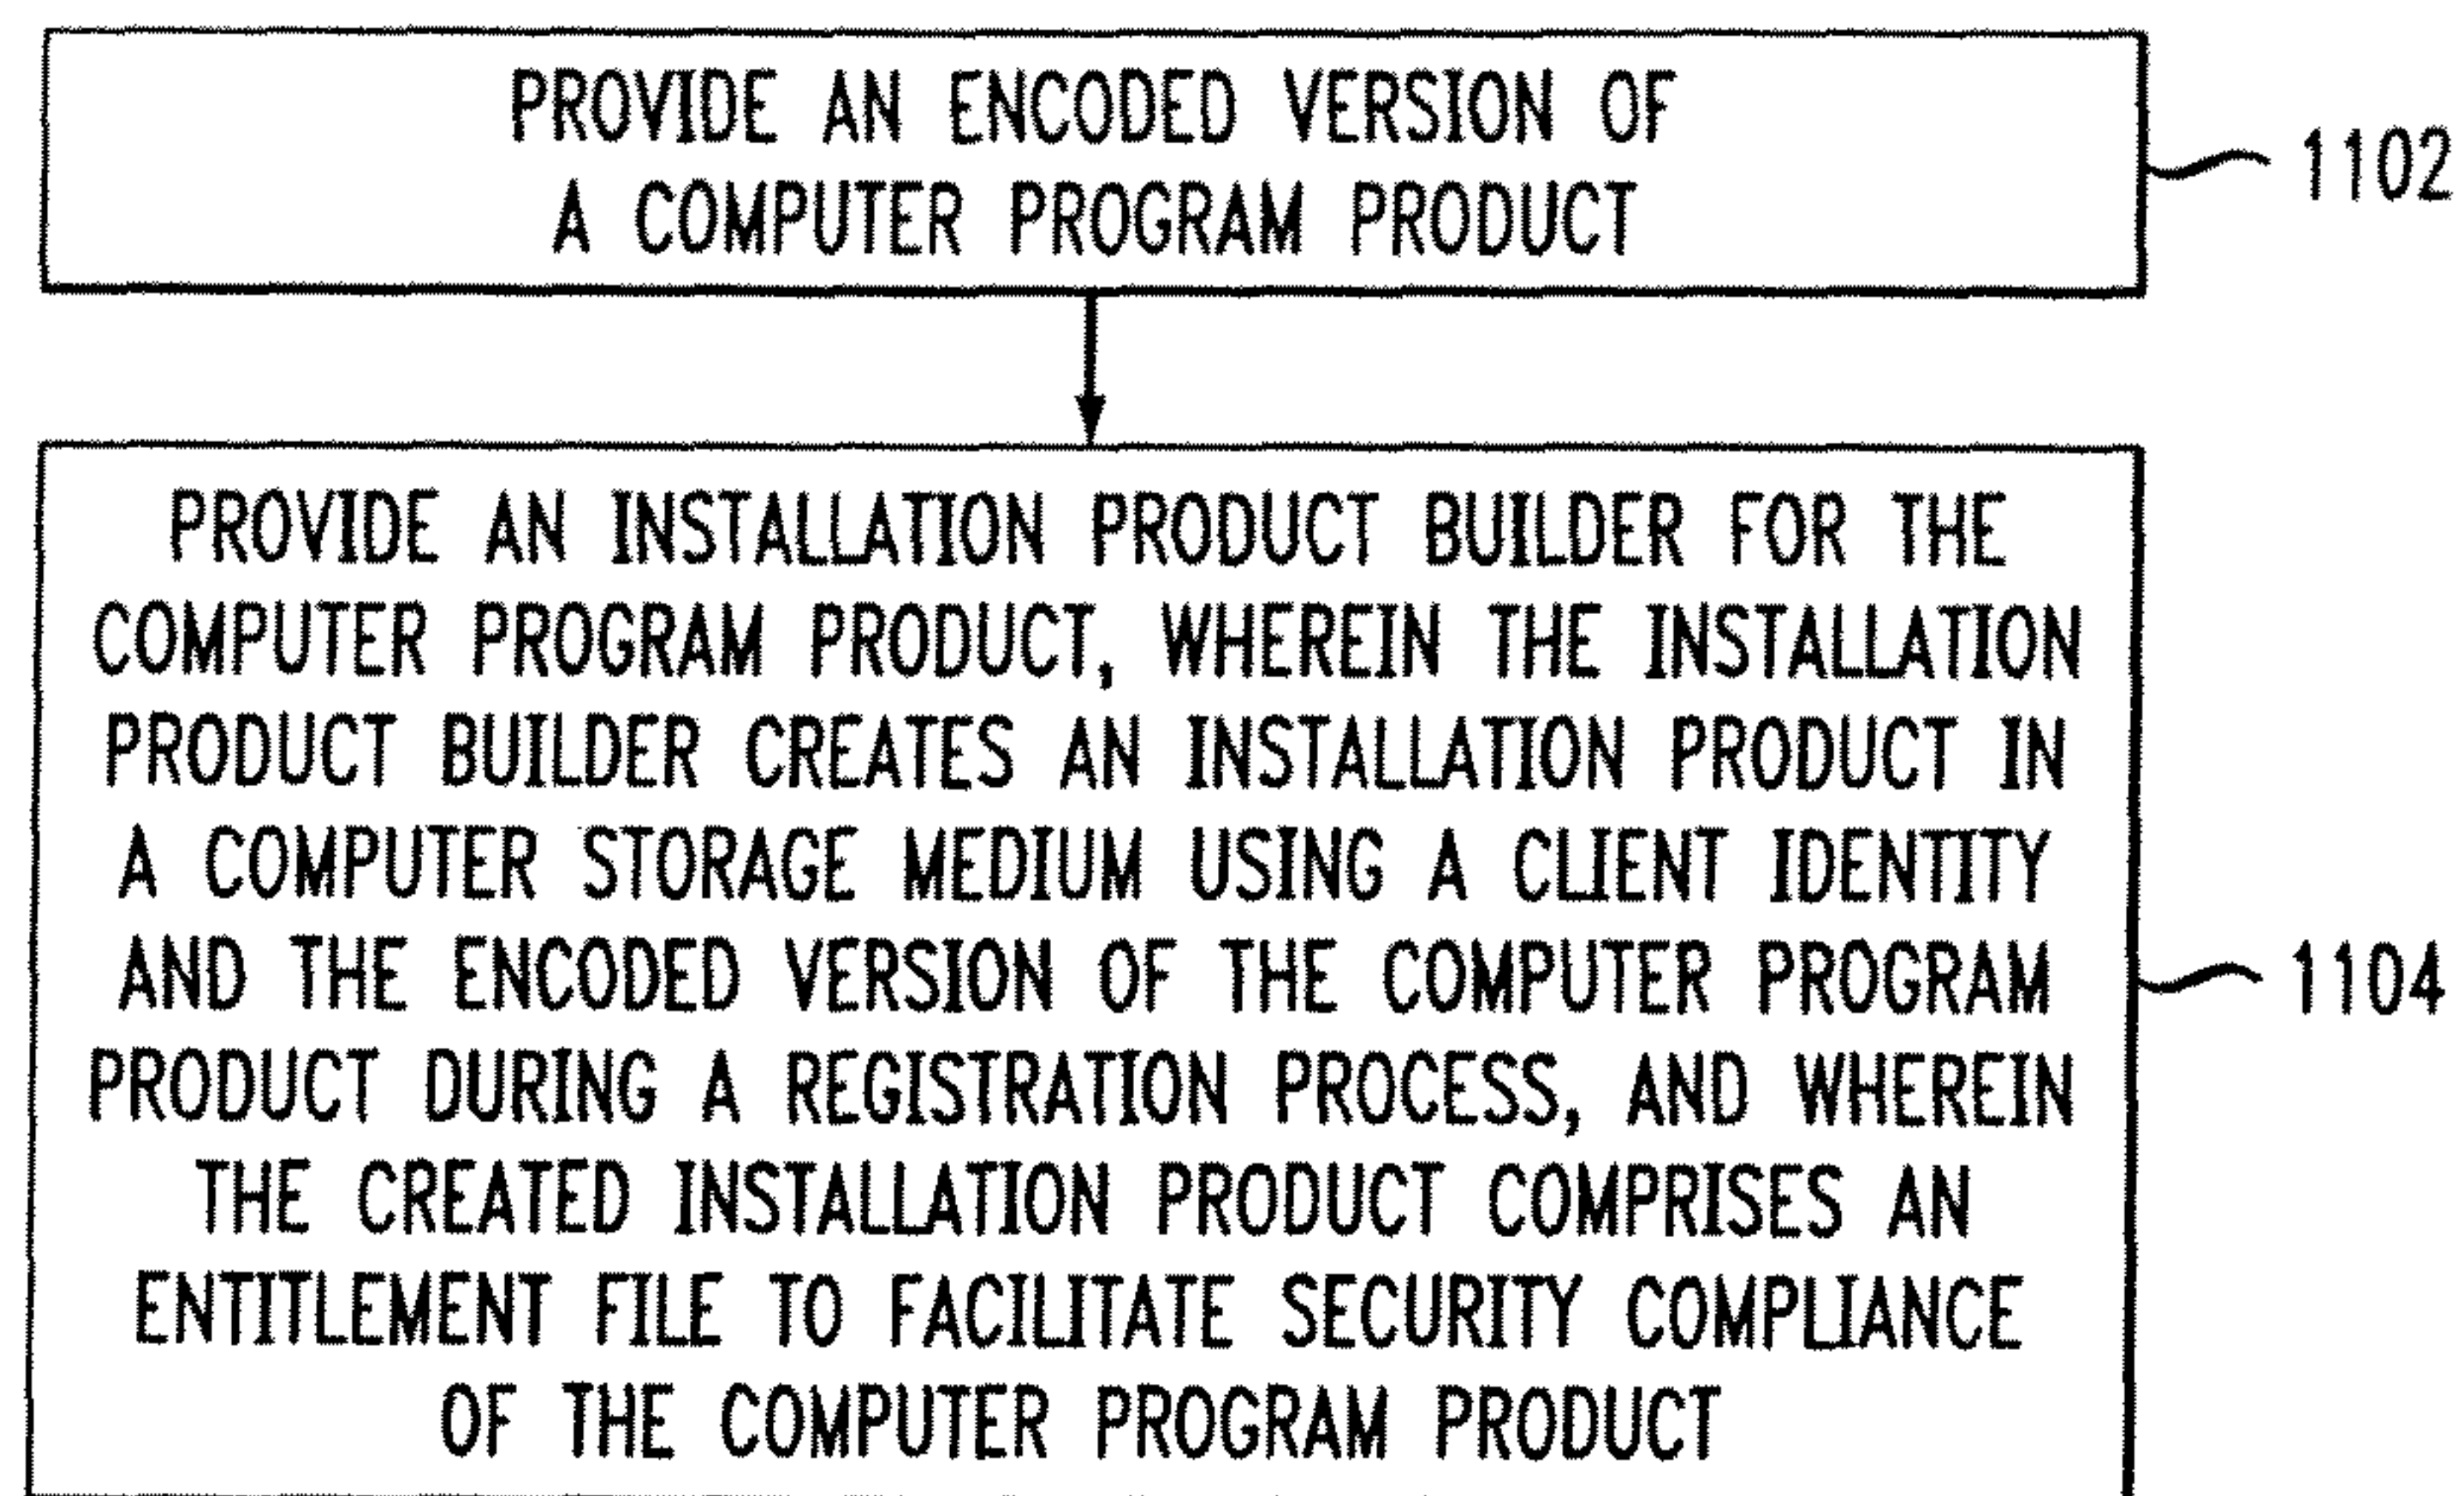 PROVIDE AN ENCODED VERSION OF
A COMPUTER PROGRAM PRODUCT
1102
PROVIDE AN INSTALLATION PRODUCT BUILDER FOR THE
COMPUTER PROGRAM PRODUCT, WHEREIN THE INSTALLATION
PRODUCT BUILDER CREATES AN INSTALLATION PRODUCT IN
A COMPUTER STORAGE MEDIUM USING A CLIENT IDENTITY
AND THE ENCODED VERSION OF THE COMPUTER PROGRAM
PRODUCT DURING A REGISTRATION PROCESS, AND WHEREIN
THE CREATED INSTALLATION PRODUCT COMPRISES AN
ENTITLEMENT FILE TO FACILITATE SECURITY COMPLIANCE
OF THE COMPUTER PROGRAM PRODUCT
1104